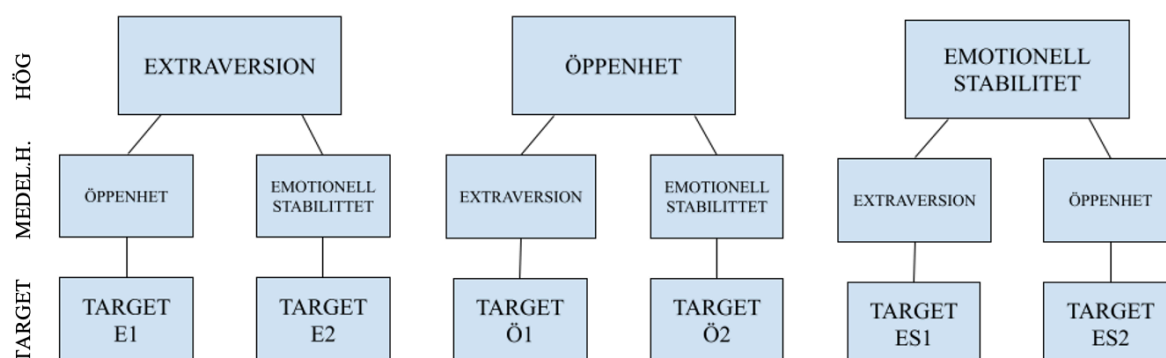 HÖG
EXTRAVERSION
ÖPPENHET
EMOTIONELL
STABILITET
MEDEL.H.
ÖPPENHET
EMOTIONELL
STABILITTET
EXTRAVERSION
EMOTIONELL
STABILITTET
EXTRAVERSION
ÖPPENHET
TARGET
TARGET
E1
TARGET
E2
TARGET
Ö1
TARGET
Ö2
TARGET
ES1
TARGET
ES2